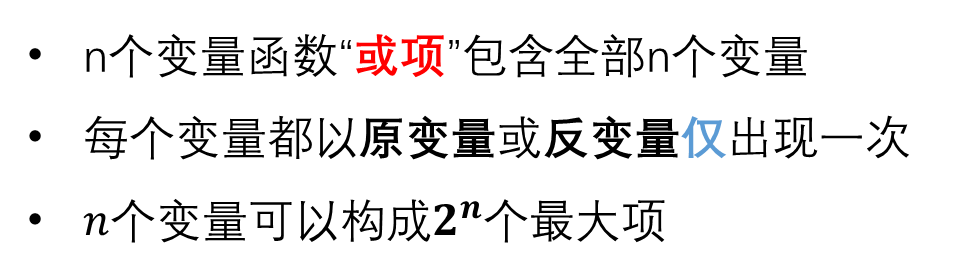 • n个变量函数“或项”包含全部n个变量
• 每个变量都以原变量或反变量仅出现一次
• n个变量可以构成2ⁿ个最大项